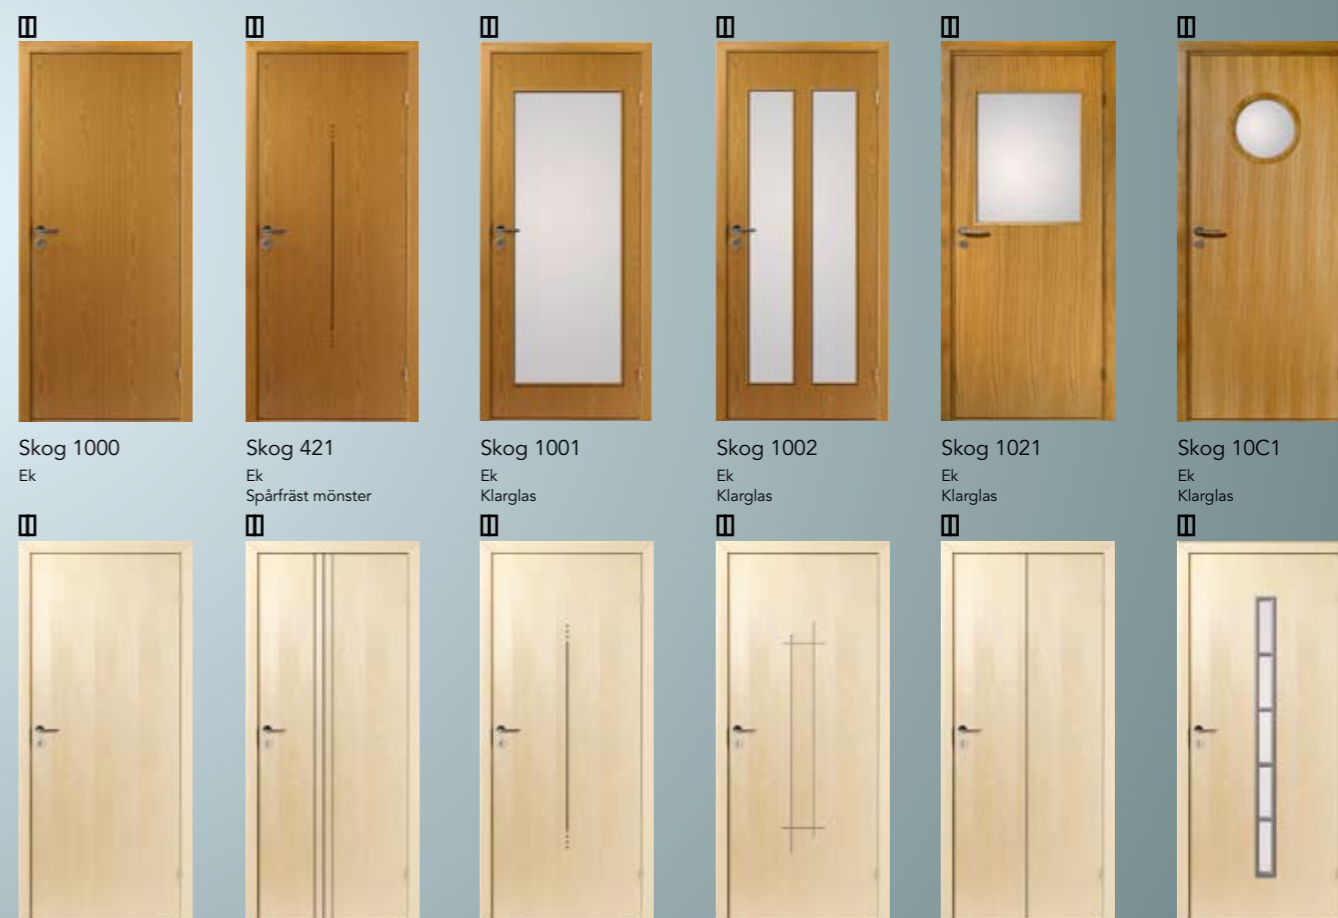 Skog 1000
Ek
Skog 421
Ek
Spårfräst mönster
Skog 1001
Ek
Klarglas
Skog 1002
Ek
Klarglas
Skog 1021
Ek
Klarglas
Skog 10C1
Ek
Klarglas